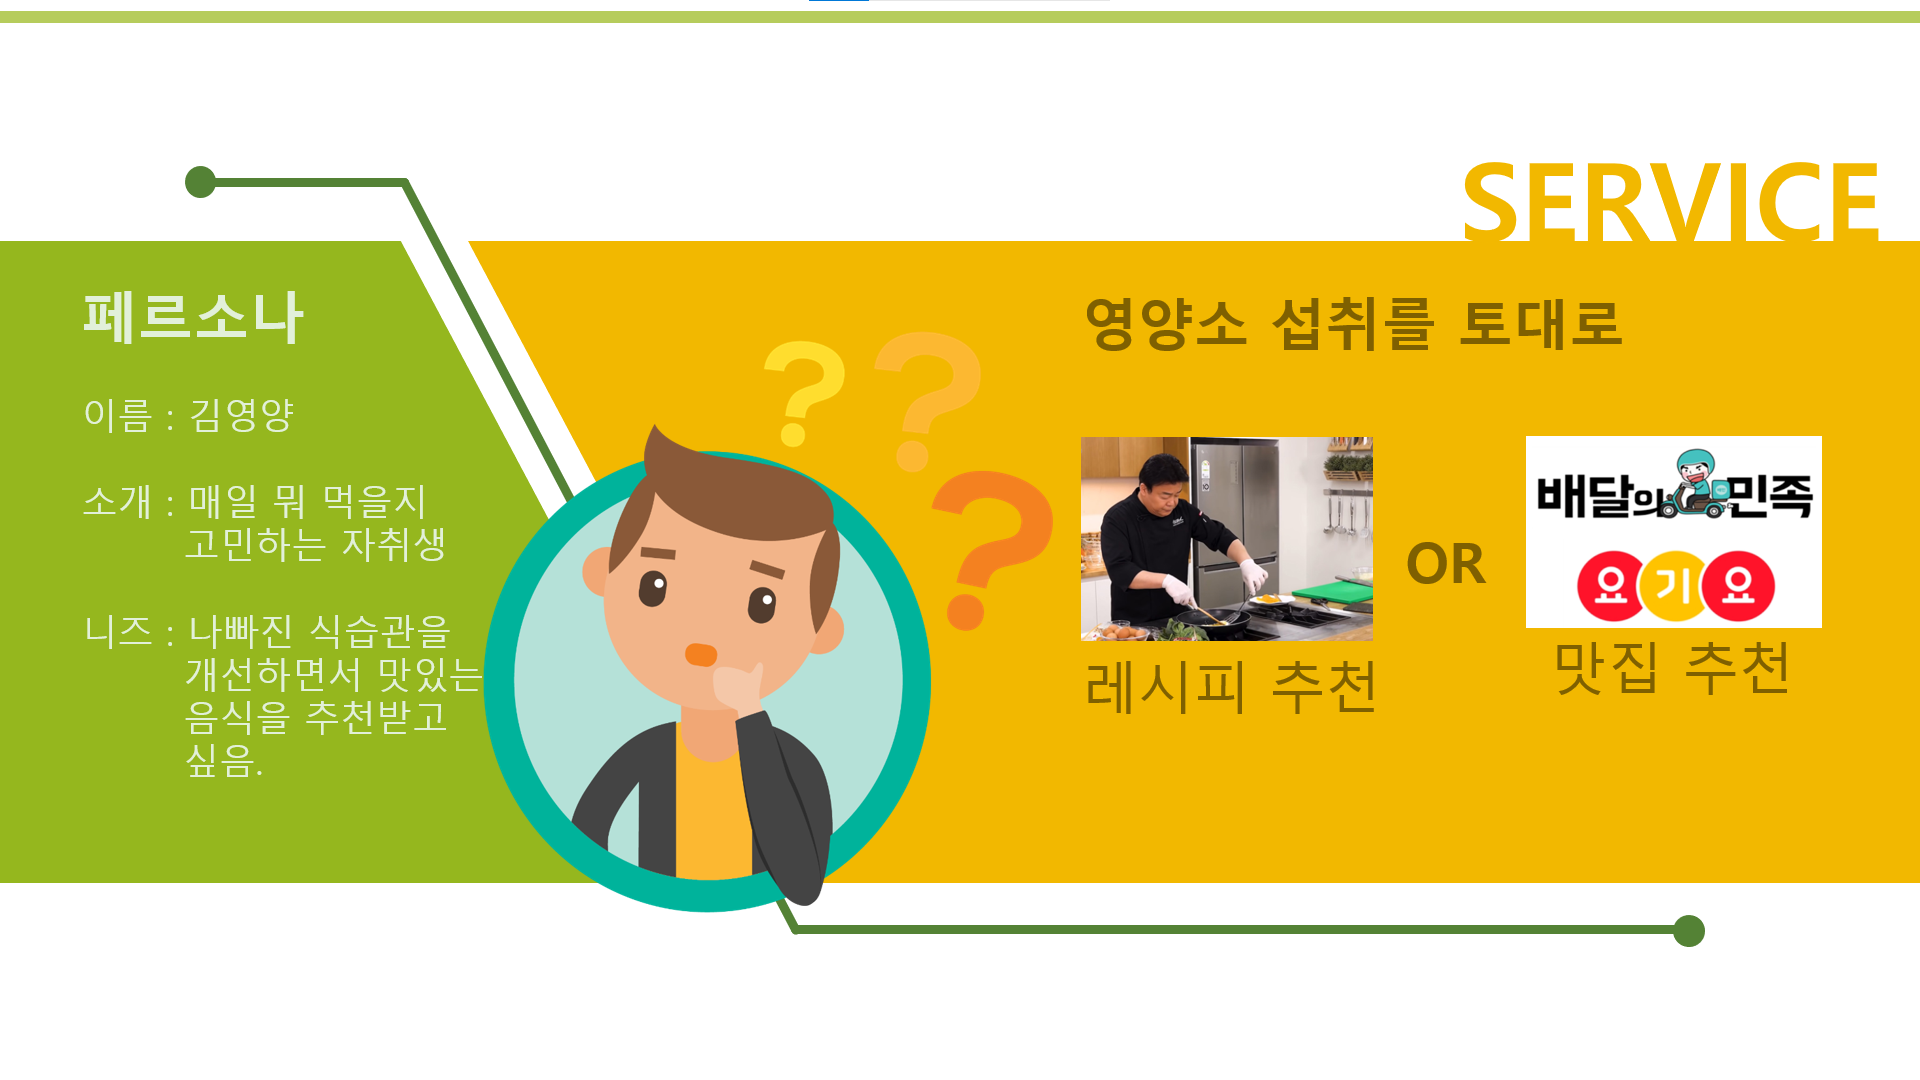 SERVICE
페르소나
이름 : 김영양
소개 : 매일 뭐 먹을지
고민하는 자취생
니즈 : 나빠진 식습관을
개선하면서 맛있는
음식을 추천받고
싶음.
? ? ?
영양소 섭취를 토대로
레시피 추천
OR
배달의민족
요기요
맛집 추천